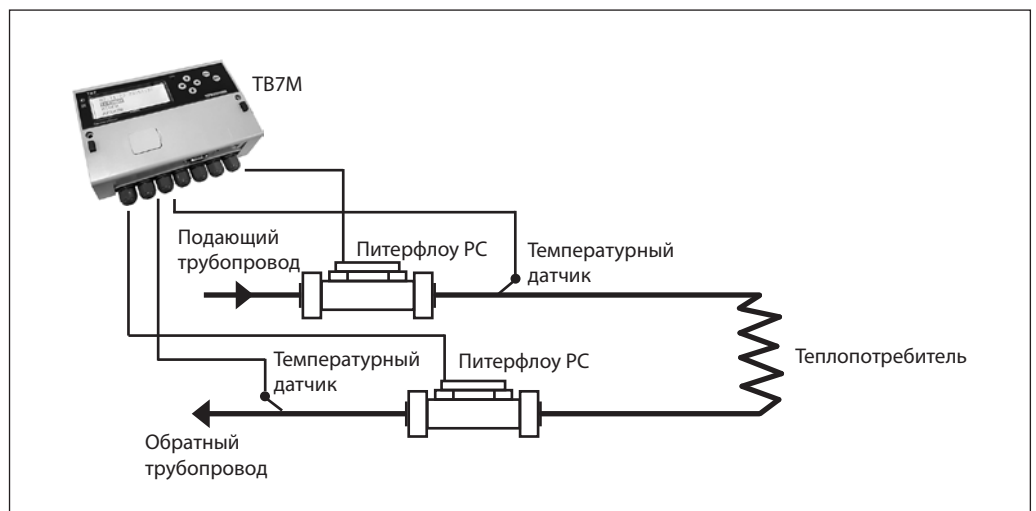 ТВ7М
Подающий
трубопровод
Питерфлоу РС
Температурный
датчик
Теплопотребитель
Температурный
датчик
Питерфлоу РС
Обратный
трубопровод